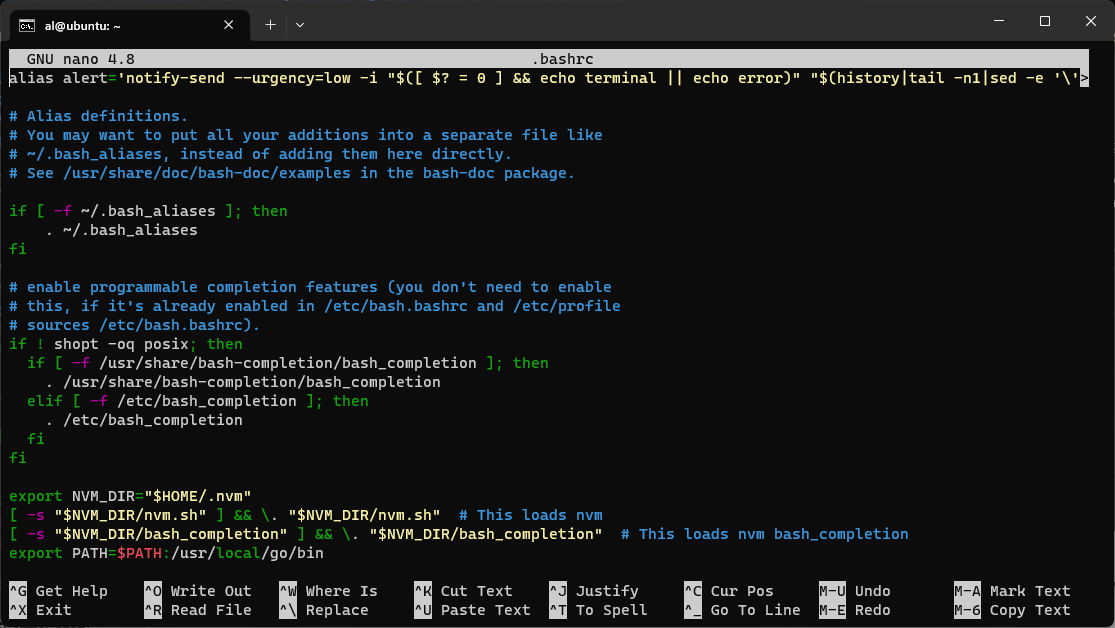 al@ubuntu: ~
GNU nano 4.8 .bashrc
alias alert='notify-send --urgency=low -i "$([ $? = 0 ] && echo terminal || echo error)" "$(history|tail -n1|sed -e '\'>
# Alias definitions.
# You may want to put all your additions into a separate file like
# ~/.bash_aliases, instead of adding them here directly.
# See /usr/share/doc/bash-doc/examples in the bash-doc package.
if [ -f ~/.bash_aliases ]; then
    . ~/.bash_aliases
fi
# enable programmable completion features (you don't need to enable
# this, if it's already enabled in /etc/bash.bashrc and /etc/profile
# sources /etc/bash.bashrc).
if ! shopt -oq posix; then
  if [ -f /usr/share/bash-completion/bash_completion ]; then
    . /usr/share/bash-completion/bash_completion
  elif [ -f /etc/bash_completion ]; then
    . /etc/bash_completion
  fi
fi
export NVM_DIR="$HOME/.nvm"
[ -s "$NVM_DIR/nvm.sh" ] && \. "$NVM_DIR/nvm.sh"  # This loads nvm
[ -s "$NVM_DIR/bash_completion" ] && \. "$NVM_DIR/bash_completion"  # This loads nvm bash_completion
export PATH=$PATH:/usr/local/go/bin
^G Get Help ^O Write Out ^W Where Is ^K Cut Text ^J Justify ^C Cur Pos M-U Undo M-A Mark Text
^X Exit ^R Read File ^\ Replace ^U Paste Text ^T To Spell ^_ Go To Line M-E Redo M-6 Copy Text